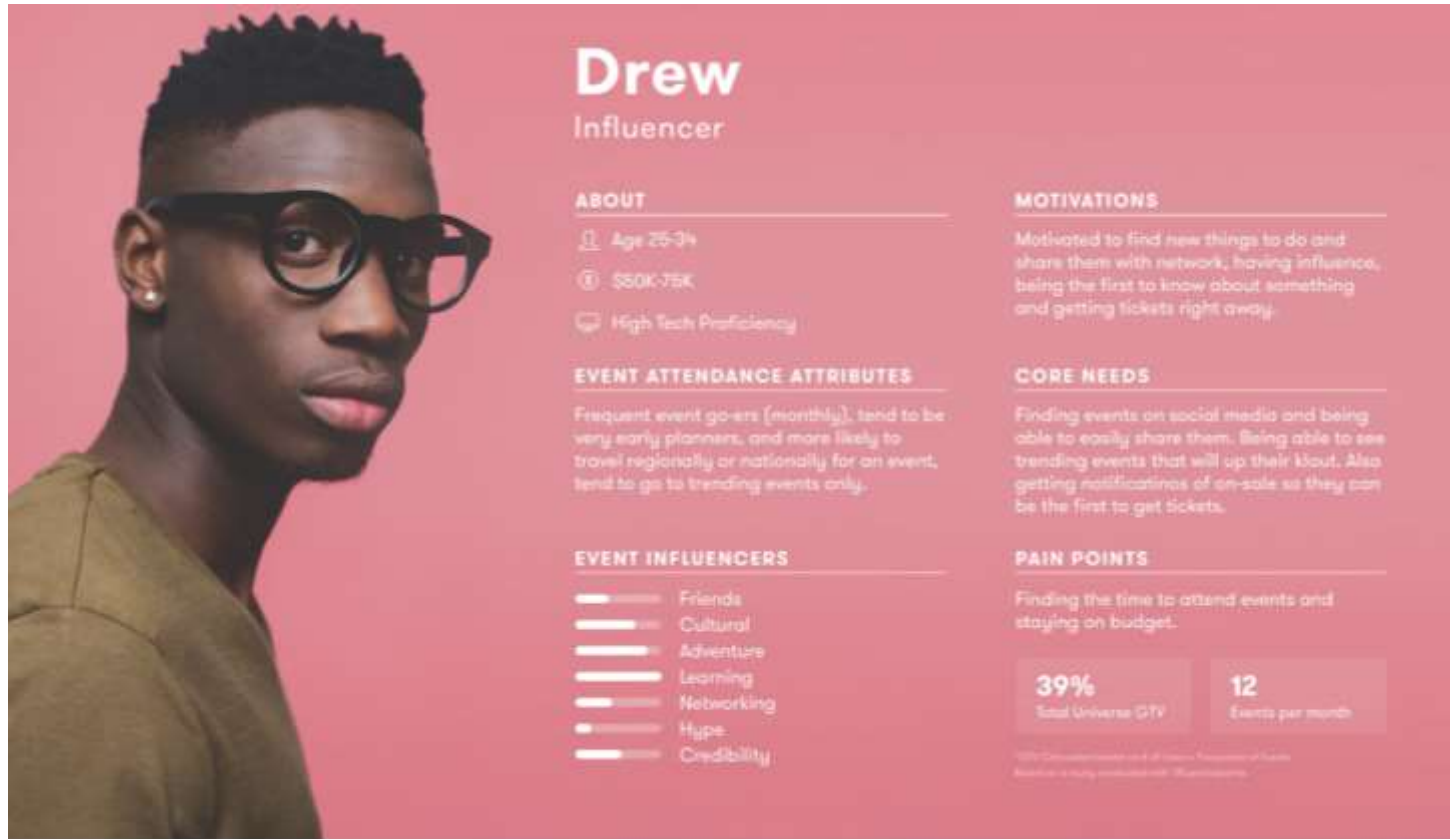 Drew
Influencer
ABOUT
Age 25-34
$50K-75K
High Tech Proficiency
EVENT ATTENDANCE ATTRIBUTES
Frequent event go-ers (monthly), tend to be
very early planners, and more likely to
travel regionally or nationally for an event,
tend to go to trending events only.
EVENT INFLUENCERS
Friends
Cultural
Adventure
Learning
Networking
Hype
Credibility
MOTIVATIONS
Motivated to find new things to do and
share them with network, having influence,
being the first to know about something
and getting tickets right away.
CORE NEEDS
Finding events on social media and being
able to easily share them. Being able to see
trending events that will up their klout. Also
getting notificatinos of on-sale so they can
be the first to get tickets.
PAIN POINTS
Finding the time to attend events and
staying on budget.
39%
Total Universe GTV
12
Events per month